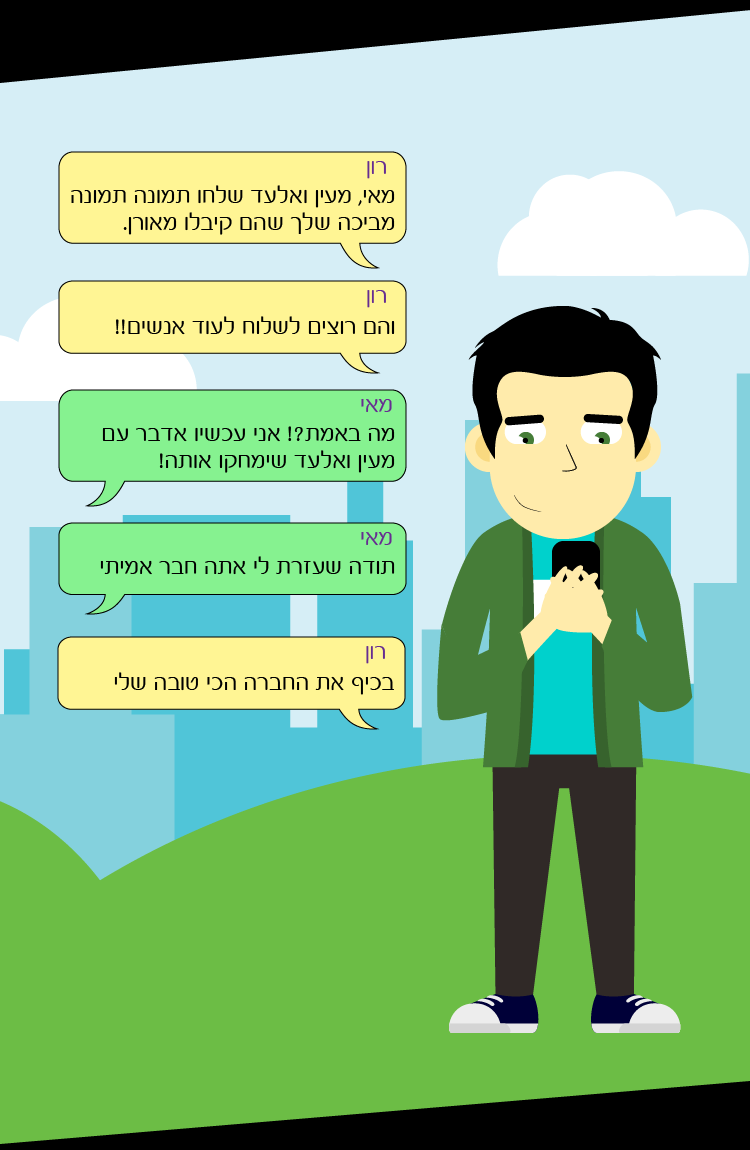 רון
מאי, מעין ואלעד שלחו תמונה תמונה
מביכה שלך שהם קיבלו מאורן.
רון
והם רוצים לשלוח לעוד אנשים!!
מאי
מה באמת?! אני עכשיו אדבר עם
מעין ואלעד שימחקו אותה!
מאי
תודה שעזרת לי אתה חבר אמיתי
רון
בכיף את החברה הכי טובה שלי